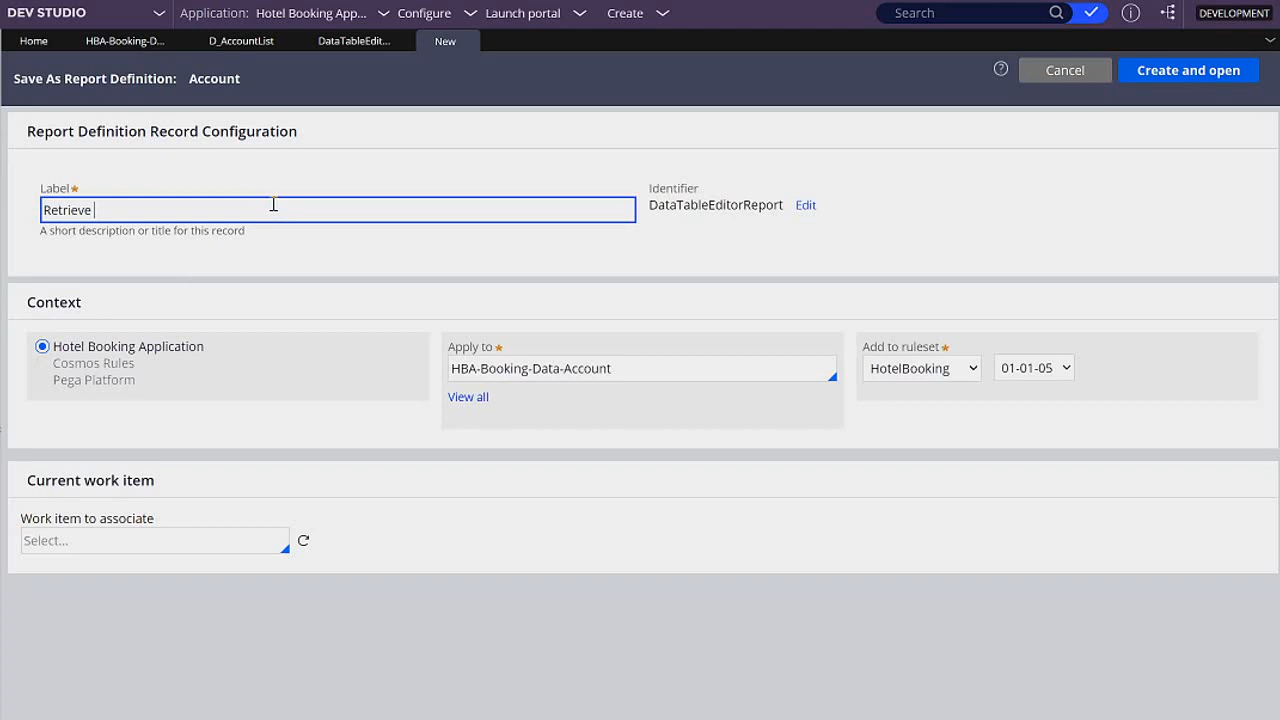 DEV STUDIO Application: Hotel Booking App... Configure Launch portal Create Search DEVELOPMENT
Home HBA-Booking-D... D_AccountList DataTableEdit... New
Save As Report Definition: Account Cancel Create and open
Report Definition Record Configuration
Label★ Identifier
Retrieve DataTableEditorReport Edit
A short description or title for this record
Context
Hotel Booking Application Apply to★ Add to ruleset★
Cosmos Rules HBA-Booking-Data-Account HotelBooking 01-01-05
Pega Platform
View all
Current work item
Work item to associate
Select...